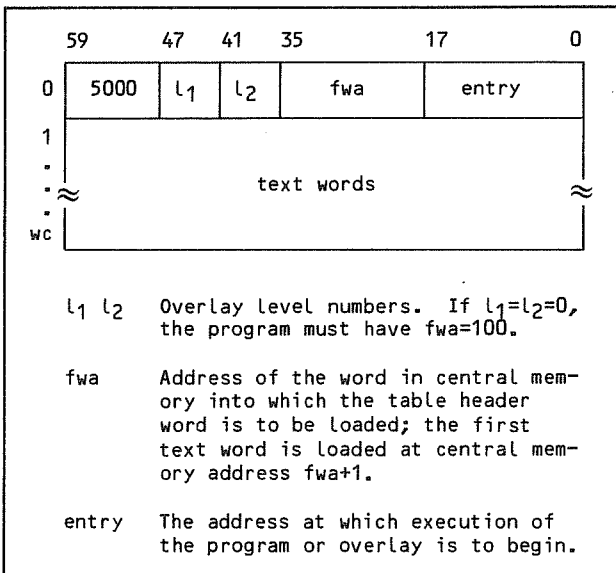 59 47 41 35 17 0
0 5000 l1 l2 fwa entry
1
.
.
. text words
.
wc
l1 l2 Overlay level numbers. If l1=l2=0,
the program must have fwa=100.
fwa Address of the word in central mem-
ory into which the table header
word is to be loaded; the first
text word is loaded at central mem-
ory address fwa+1.
entry The address at which execution of
the program or overlay is to begin.